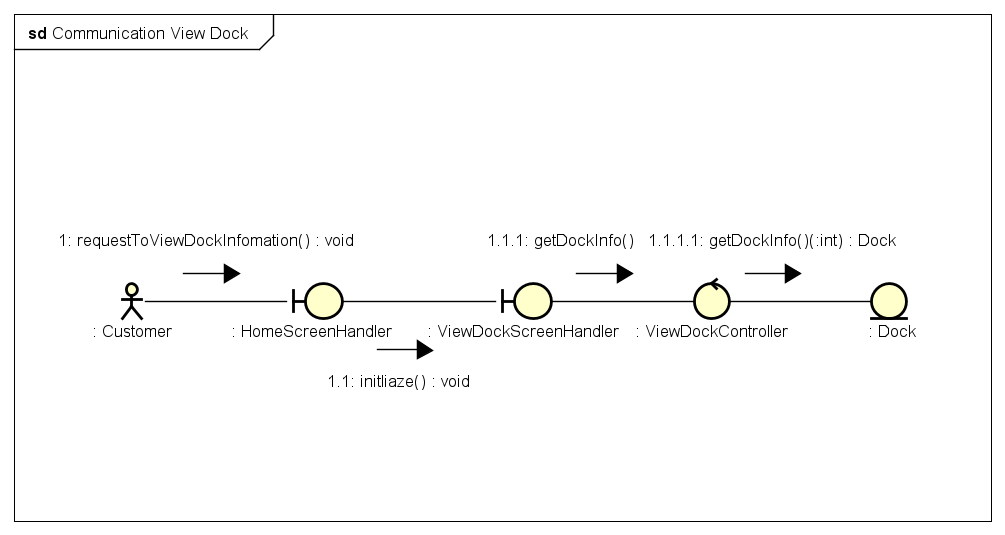 sd Communication View Dock
1: requestToViewDockInfomation() : void
1.1.1: getDockInfo()
1.1.1.1: getDockInfo()(:int) : Dock
: Customer
: HomeScreenHandler
: ViewDockScreenHandler
: ViewDockController
: Dock
1.1: initliaze() : void